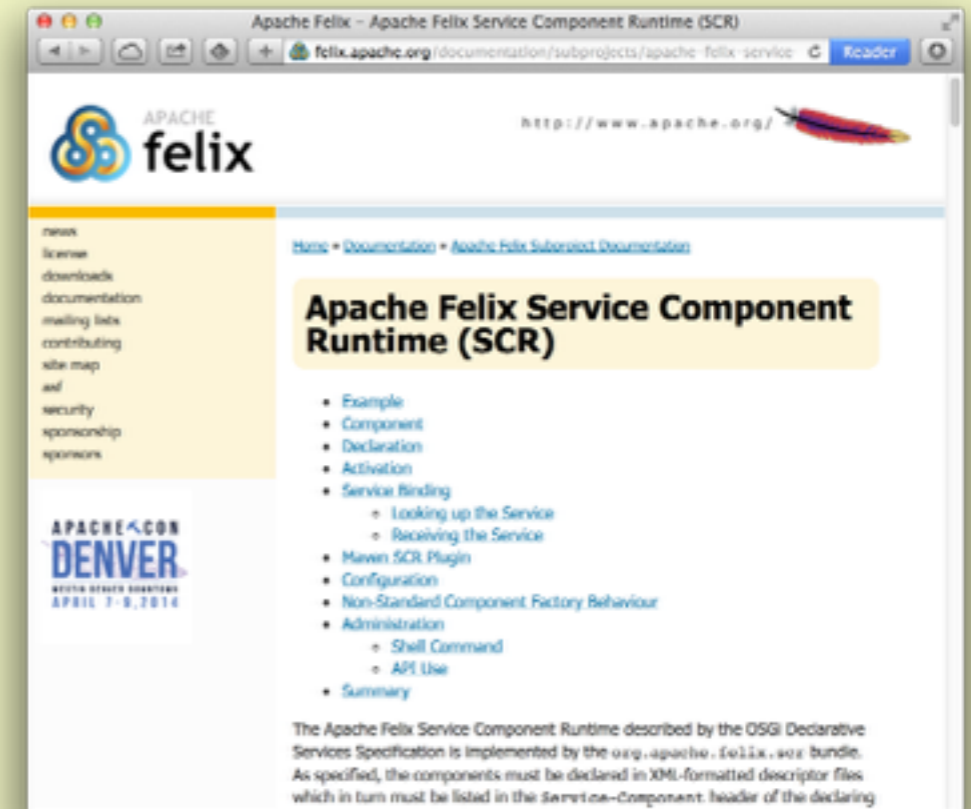 Apache Felix – Apache Felix Service Component Runtime (SCR)
felix.apache.org/documentation/subprojects/apache-felix-service
Reader
APACHE
felix
http://www.apache.org/
news
license
downloads
documentation
mailing lists
contributing
site map
asf
security
sponsorship
sponsors
APACHE CON
DENVER
WESTIN DENVER DOWNTOWN
APRIL 7-9, 2014
Home » Documentation » Apache Felix Subproject Documentation
Apache Felix Service Component
Runtime (SCR)
• Example
• Component
• Declaration
• Activation
• Service Binding
◦ Looking up the Service
◦ Receiving the Service
• Maven SCR Plugin
• Configuration
• Non-Standard Component Factory Behaviour
• Administration
◦ Shell Command
◦ API Use
• Summary
The Apache Felix Service Component Runtime described by the OSGi Declarative
Services Specification is implemented by the org.apache.felix.scr bundle.
As specified, the components must be declared in XML-formatted descriptor files
which in turn must be listed in the Service-Component header of the declaring